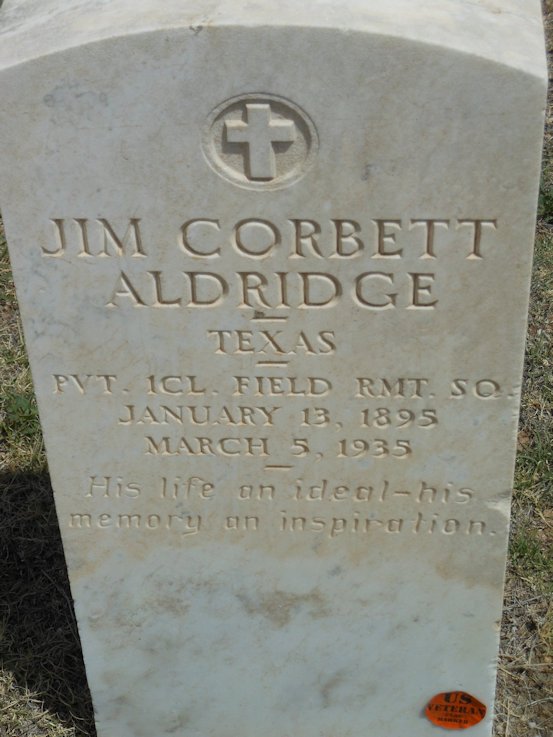 JIM CORBETT
ALDRIDGE
TEXAS
PVT. 1CL. FIELD RMT. SQ.
JANUARY 13, 1895
MARCH 5, 1935
His life an ideal-his
memory an inspiration.
US
VETERAN
MARKER